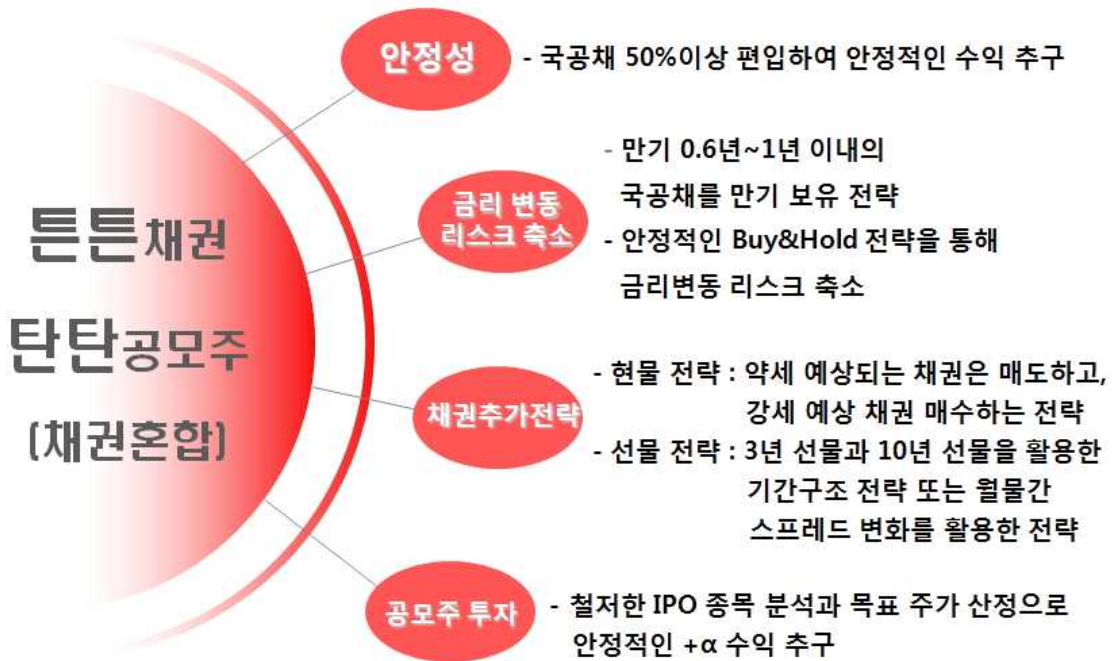 튼튼채권
탄탄공모주
(채권혼합)
안정성
- 국공채 50%이상 편입하여 안정적인 수익 추구
금리 변동
리스크 축소
- 만기 0.6년~1년 이내의
국공채를 만기 보유 전략
- 안정적인 Buy&Hold 전략을 통해
금리변동 리스크 축소
채권추가전략
- 현물 전략 : 약세 예상되는 채권은 매도하고,
강세 예상 채권 매수하는 전략
- 선물 전략 : 3년 선물과 10년 선물을 활용한
기간구조 전략 또는 월물간
스프레드 변화를 활용한 전략
공모주 투자
- 철저한 IPO 종목 분석과 목표 주가 산정으로
안정적인 +α 수익 추구